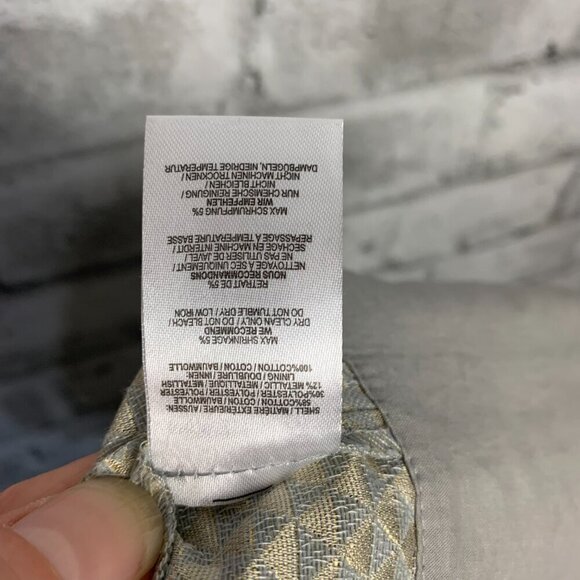 SHELL / MATIÈRE EXTÉRIEURE / AUSSEN:
58% COTTON / COTON / BAUMWOLLE
30% POLYESTER / POLYESTER / POLYESTER
12% METALLIC / METALLIQUE / METALLISH
LINING / DOUBLURE / INNEN:
100% COTTON / COTON / BAUMWOLLE
MAX SHRINKAGE 5%
WE RECOMMEND
DRY CLEAN ONLY / DO NOT BLEACH /
DO NOT TUMBLE DRY / LOW IRON
RETRAIT DE 5%
NOUS RECOMMANDONS
NETTOYAGE A SEC UNIQUEMENT /
NE PAS UTILISER DE JAVEL /
SECHAGE EN MACHINE INTERDIT /
REPASSAGE À TEMPERATURE BASSE
MAX SCHRUMPFUNG 5%
WIR EMPFEHLEN
NUR CHEMISCHE REINIGUNG /
NICHT BLEICHEN /
NICHT MACHINEN TROCKNEN /
DAMPBUGELN, NIEDRIGE TEMPERATUR